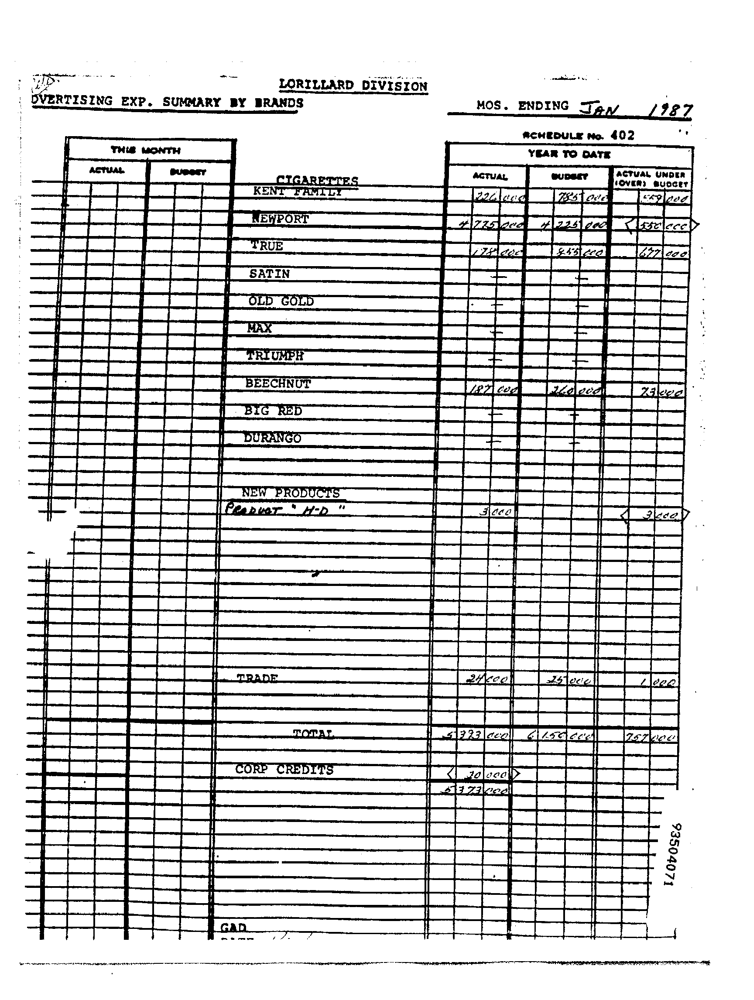 LORILLARD DIVISION
DVERTISING EXP. SUMMARY BY BRANDS MOS. ENDING JAN 1987
SCHEDULE No. 402
THIS MONTH YEAR TO DATE
ACTUAL BUDGET CIGARETTES ACTUAL BUDGET ACTUAL UNDER (OVER) BUDGET
KENT FAMILY 226 000 785 000 559 000
NEWPORT 4 775 000 4 225 000 < 550 000 >
TRUE 178 000 855 000 677 000
SATIN — —
OLD GOLD — —
MAX — —
TRIUMPH — —
BEECHNUT 187 000 260 000 73 000
BIG RED — —
DURANGO — —
NEW PRODUCTS
PRODUCT "H-D" 3 000 < 3 000 >
TRADE 24 000 25 000 1 000
TOTAL 5 393 000 6 150 000 757 000
CORP CREDITS < 20 000 >
5 373 000
93504071
GAD